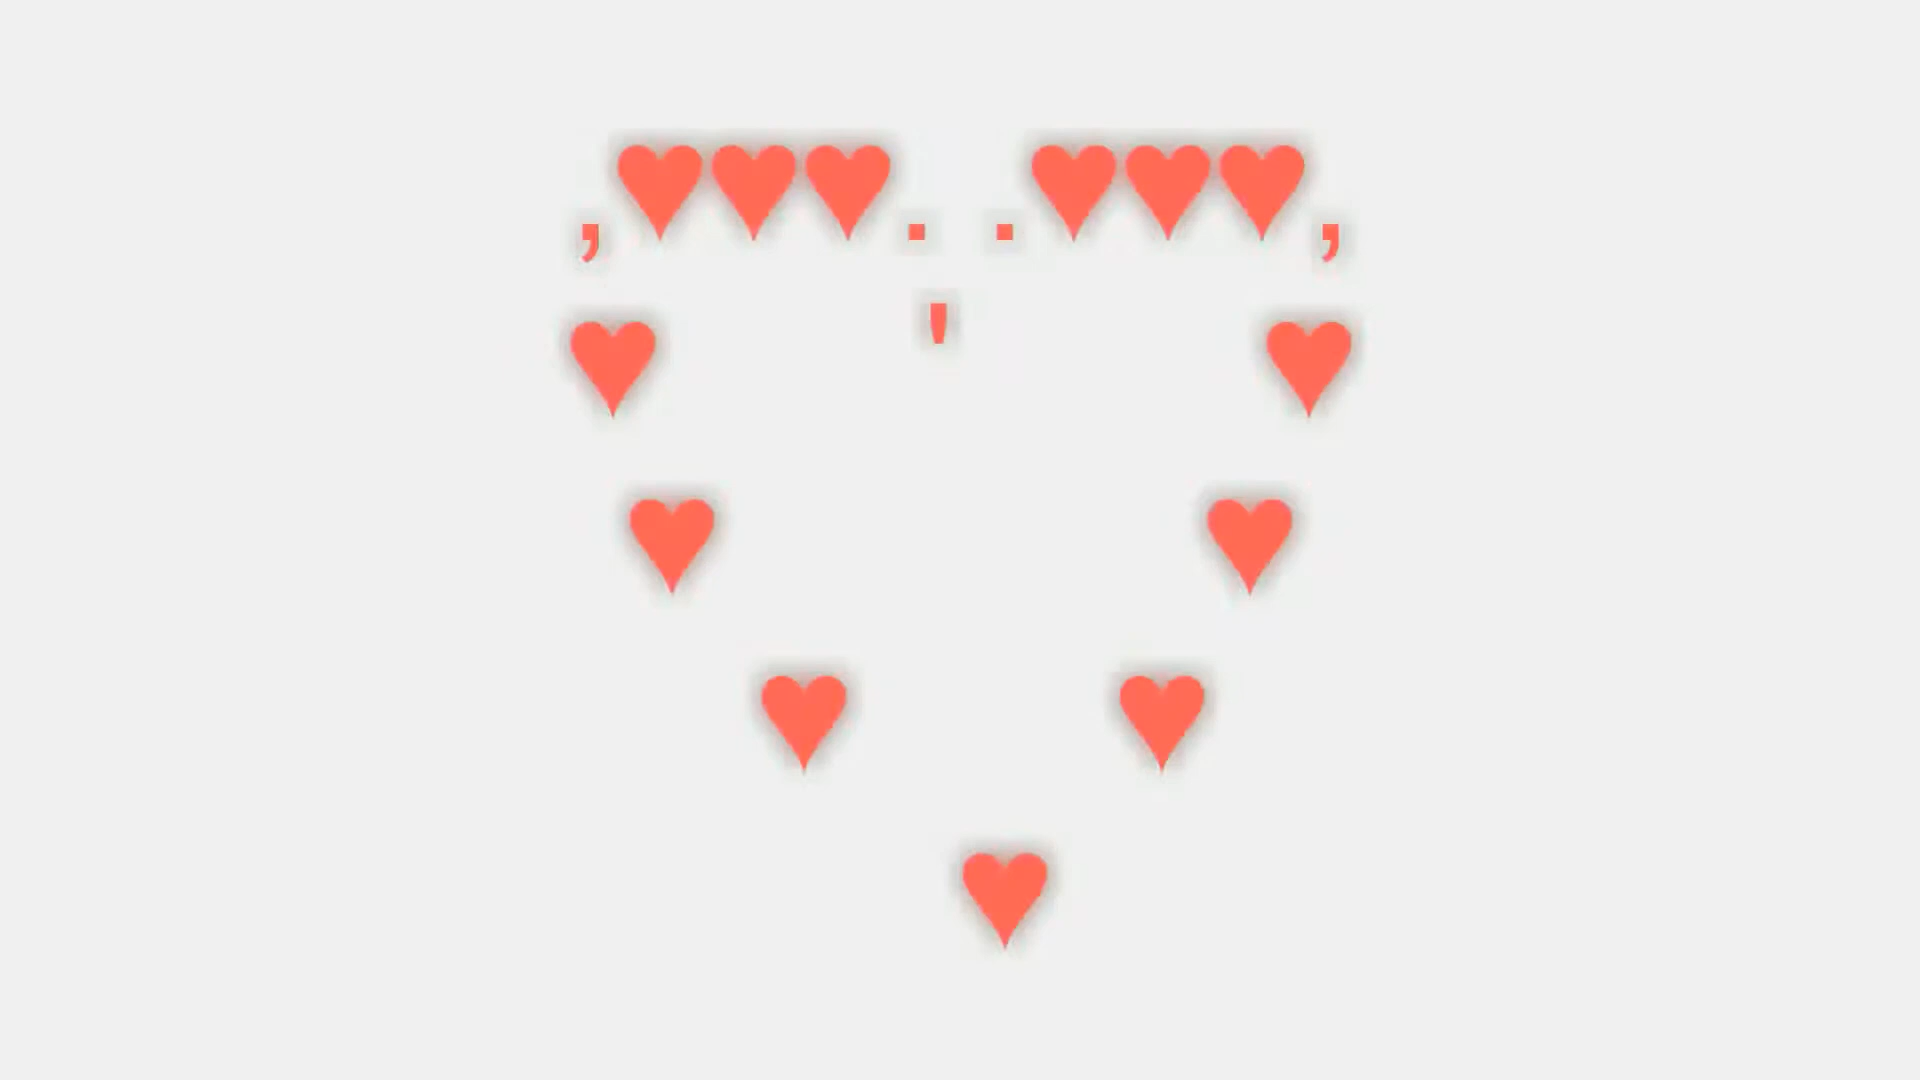 ,♥♥♥. .♥♥♥,
♥ ' ♥
♥ ♥
♥ ♥
♥